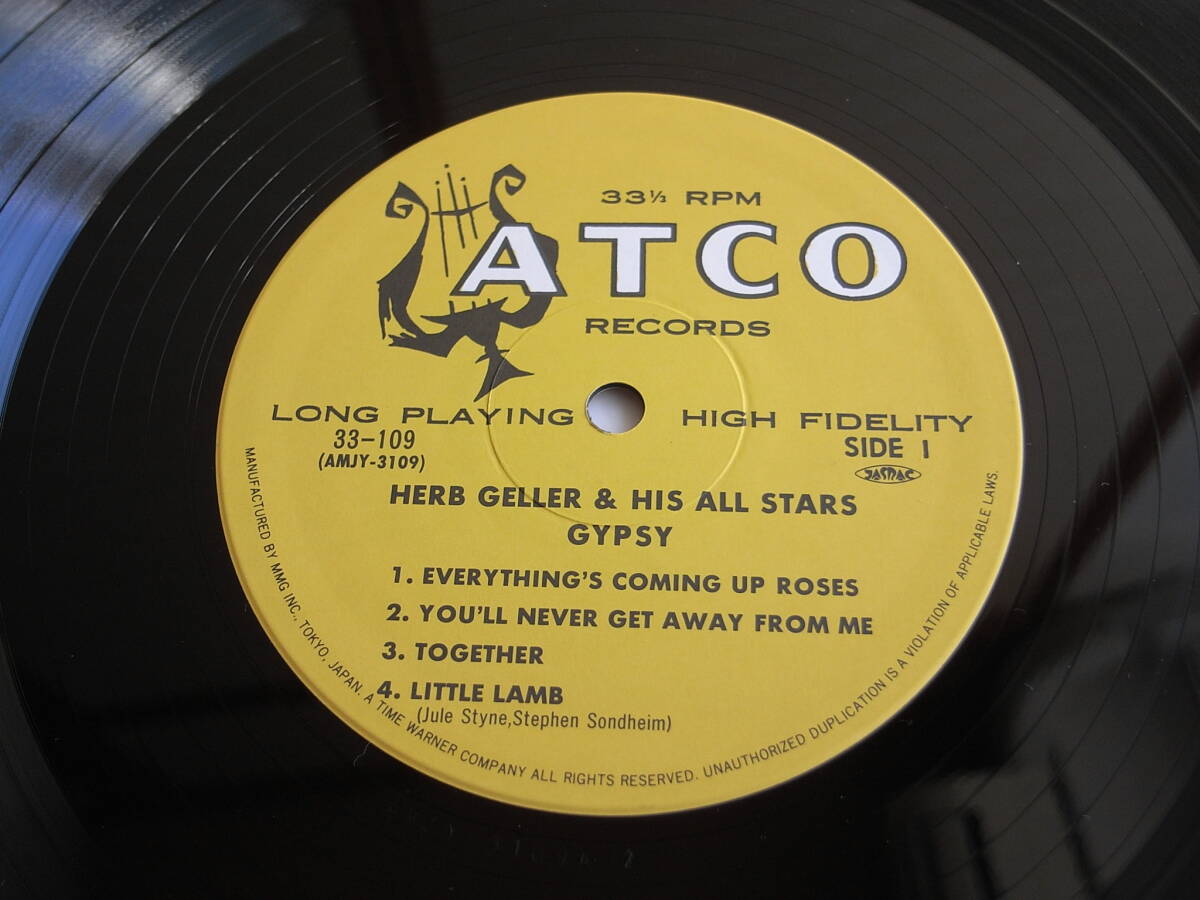 33⅓ RPM
ATCO
RECORDS
LONG PLAYING HIGH FIDELITY
33-109
(AMJY-3109)
SIDE 1
JASRAC
HERB GELLER & HIS ALL STARS
GYPSY
1. EVERYTHING'S COMING UP ROSES
2. YOU'LL NEVER GET AWAY FROM ME
3. TOGETHER
4. LITTLE LAMB
(Jule Styne,Stephen Sondheim)
MANUFACTURED BY MMG INC., TOKYO, JAPAN. A TIME WARNER COMPANY ALL RIGHTS RESERVED. UNAUTHORIZED DUPLICATION IS A VIOLATION OF APPLICABLE LAWS.